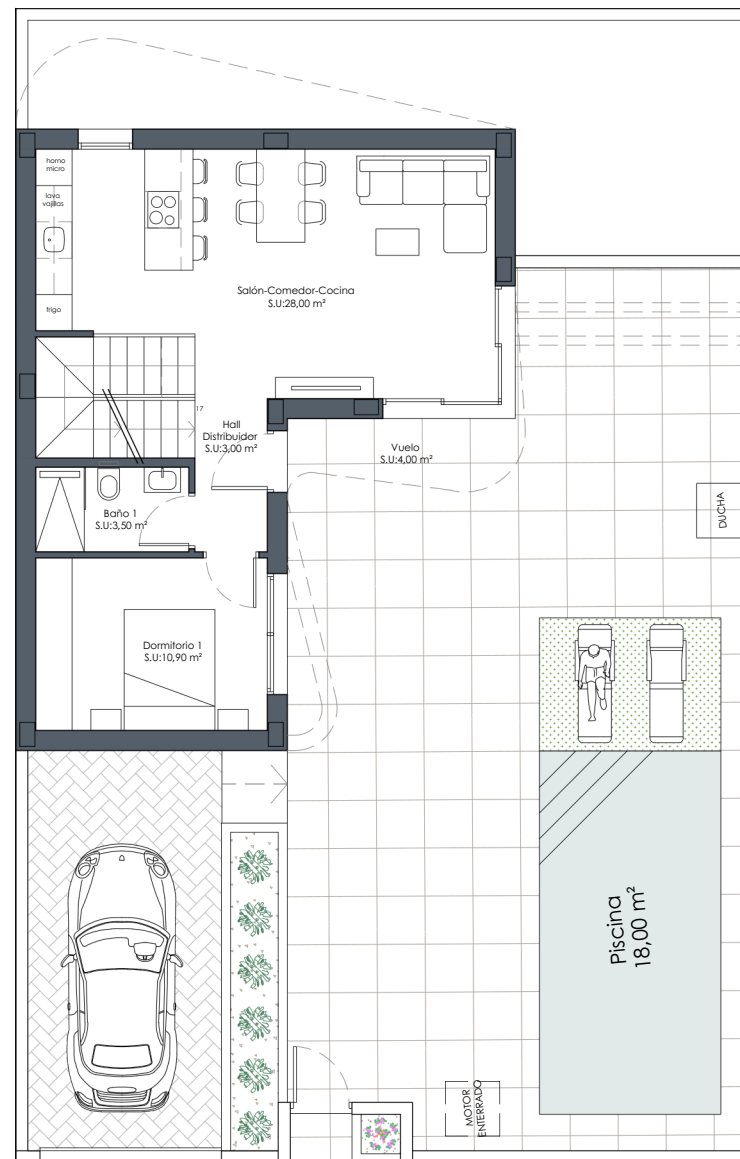 horno
micro
lava
vajillas
frigo
Salón-Comedor-Cocina
S.U:28,00 m²
17
Hall
Distribuidor
S.U:3,00 m²
Vuelo
S.U:4,00 m²
Baño 1
S.U:3,50 m²
DUCHA
Dormitorio 1
S.U:10,90 m²
Piscina
18,00 m²
MOTOR
ENTERRADO